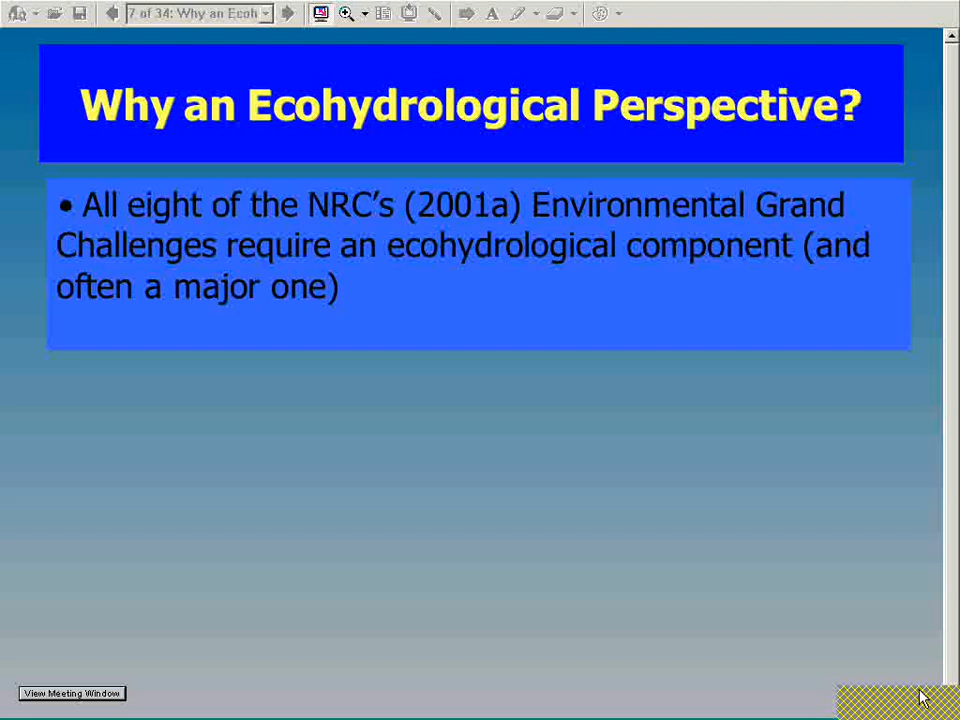 7 of 34: Why an Ecoh
Why an Ecohydrological Perspective?
• All eight of the NRC's (2001a) Environmental Grand
Challenges require an ecohydrological component (and
often a major one)
View Meeting Window